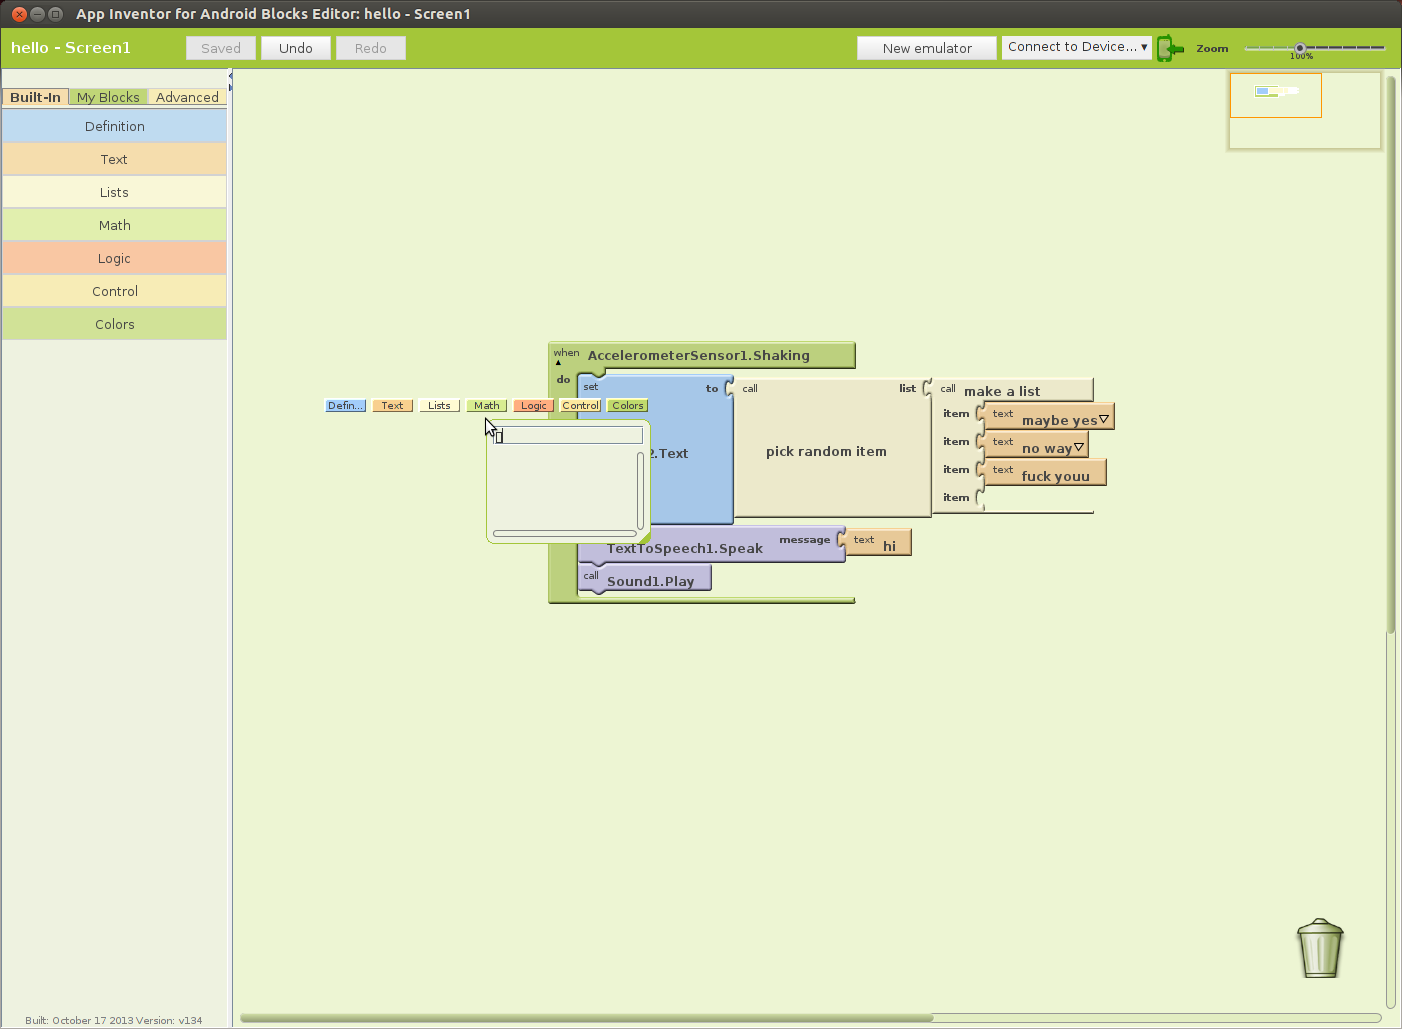 App Inventor for Android Blocks Editor: hello - Screen1
hello - Screen1
Saved
Undo
Redo
New emulator
Connect to Device...
Zoom
100%
Built-In
My Blocks
Advanced
Definition
Text
Lists
Math
Logic
Control
Colors
when
AccelerometerSensor1.Shaking
do
set
to
call
list
call
make a list
Defin...
Text
Lists
Math
Logic
Control
Colors
item
text
maybe yes
2.Text
pick random item
item
text
no way
item
text
fuck youu
item
TextToSpeech1.Speak
message
text
hi
call
Sound1.Play
Built: October 17 2013 Version: v134